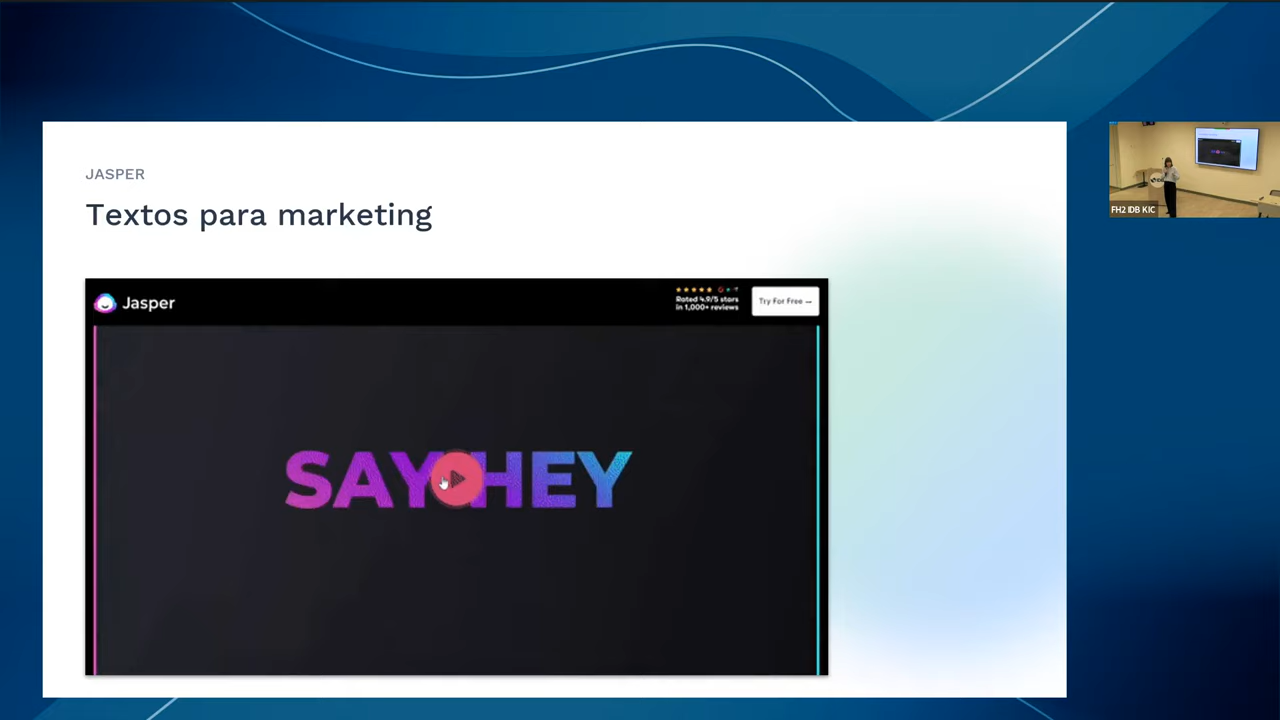 JASPER
Textos para marketing
Jasper
Rated 4.9/5 stars
in 1,000+ reviews
Try For Free →
SAY HEY
FH2 IDB KIC